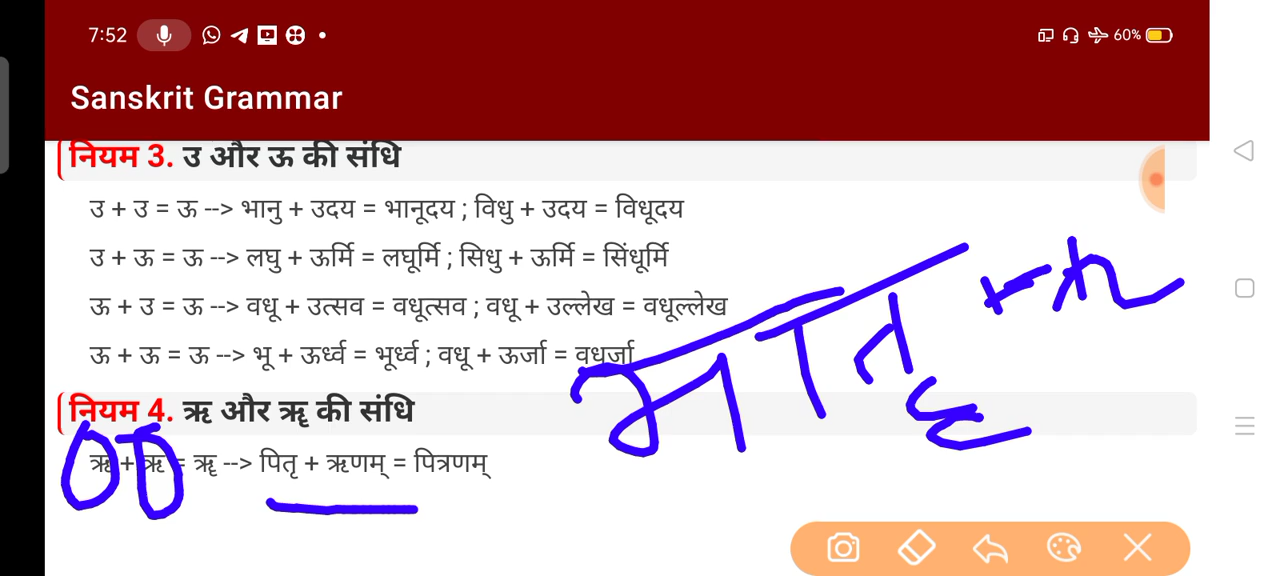 7:52 60%
Sanskrit Grammar
नियम 3. उ और ऊ की संधि
उ + उ = ऊ --> भानु + उदय = भानूदय ; विधु + उदय = विधूदय
उ + ऊ = ऊ --> लघु + ऊर्मि = लघूर्मि ; सिधु + ऊर्मि = सिंधूर्मि
ऊ + उ = ऊ --> वधू + उत्सव = वधूत्सव ; वधू + उल्लेख = वधूल्लेख
ऊ + ऊ = ऊ --> भू + ऊर्ध्व = भूर्ध्व ; वधू + ऊर्जा = वधूर्जा
नियम 4. ऋ और ॠ की संधि
ऋ + ऋ = ॠ --> पितृ + ऋणम् = पित्रणम्